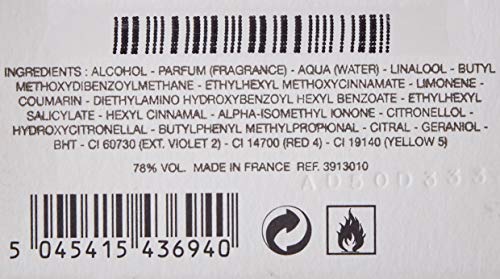 INGREDIENTS : ALCOHOL - PARFUM (FRAGRANCE) - AQUA (WATER) - LINALOOL - BUTYL
METHOXYDIBENZOYLMETHANE - ETHYLHEXYL METHOXYCINNAMATE - LIMONENE -
COUMARIN - DIETHYLAMINO HYDROXYBENZOYL HEXYL BENZOATE - ETHYLHEXYL
SALICYLATE - HEXYL CINNAMAL - ALPHA-ISOMETHYL IONONE - CITRONELLOL -
HYDROXYCITRONELLAL - BUTYLPHENYL METHYLPROPIONAL - CITRAL - GERANIOL -
BHT - CI 60730 (EXT. VIOLET 2) - CI 14700 (RED 4) - CI 19140 (YELLOW 5)
78% VOL. MADE IN FRANCE REF. 3913010
5 045415 436940